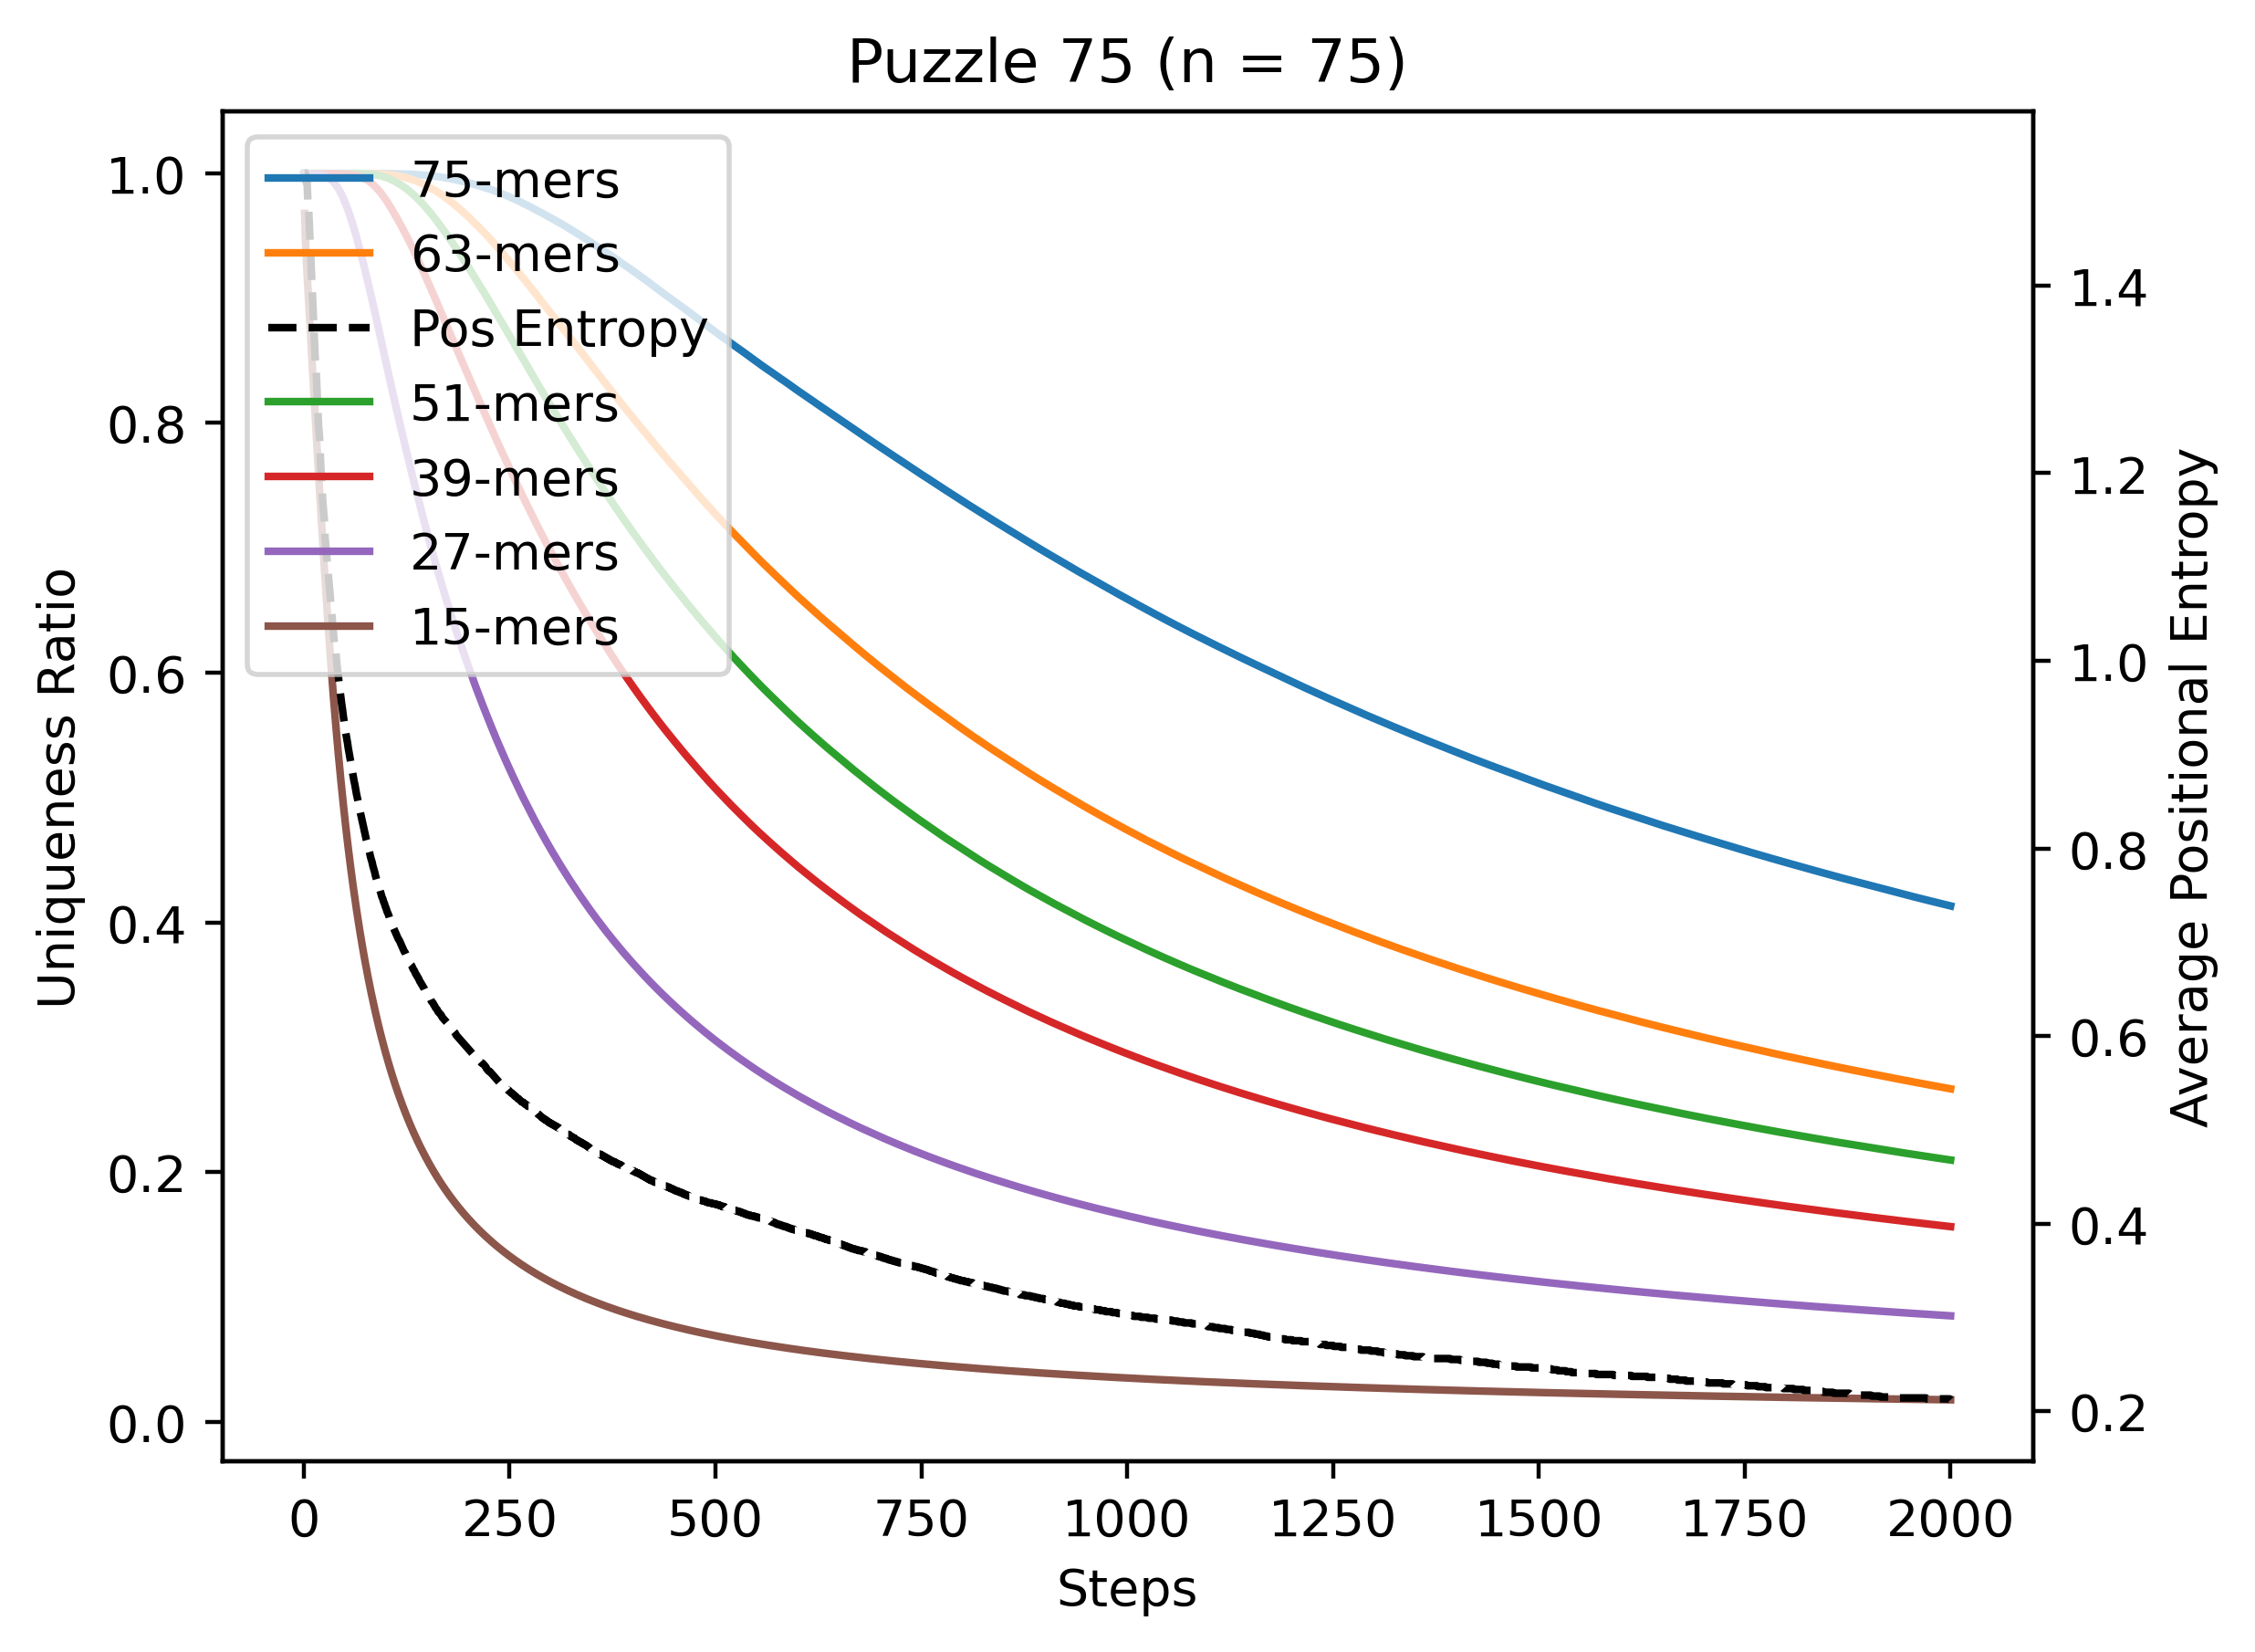 Puzzle 75 (n = 75)
75-mers
63-mers
Pos Entropy
51-mers
39-mers
27-mers
15-mers
Uniqueness Ratio
1.0
0.8
0.6
0.4
0.2
0.0
1.4
1.2
1.0
0.8
0.6
0.4
0.2
Average Positional Entropy
0 250 500 750 1000 1250 1500 1750 2000
Steps